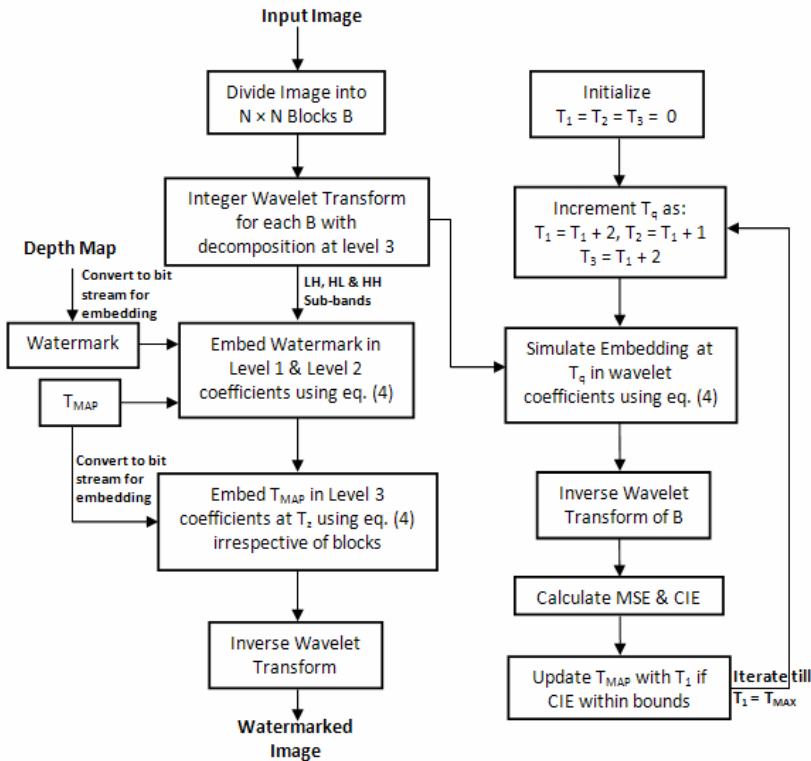 Input Image
Divide Image into
N × N Blocks B
Integer Wavelet Transform
for each B with
decomposition at level 3
Depth Map
Convert to bit
stream for
embedding
LH, HL & HH
Sub-bands
Watermark
Embed Watermark in
Level 1 & Level 2
coefficients using eq. (4)
T_MAP
Convert to bit
stream for
embedding
Embed T_MAP in Level 3
coefficients at T_z using eq. (4)
irrespective of blocks
Inverse Wavelet
Transform
Watermarked
Image
Initialize
T₁ = T₂ = T₃ = 0
Increment T_q as:
T₁ = T₁ + 2, T₂ = T₁ + 1
T₃ = T₁ + 2
Simulate Embedding at
T_q in wavelet
coefficients using eq. (4)
Inverse Wavelet
Transform of B
Calculate MSE & CIE
Update T_MAP with T₁ if
CIE within bounds
Iterate till
T₁ = T_MAX